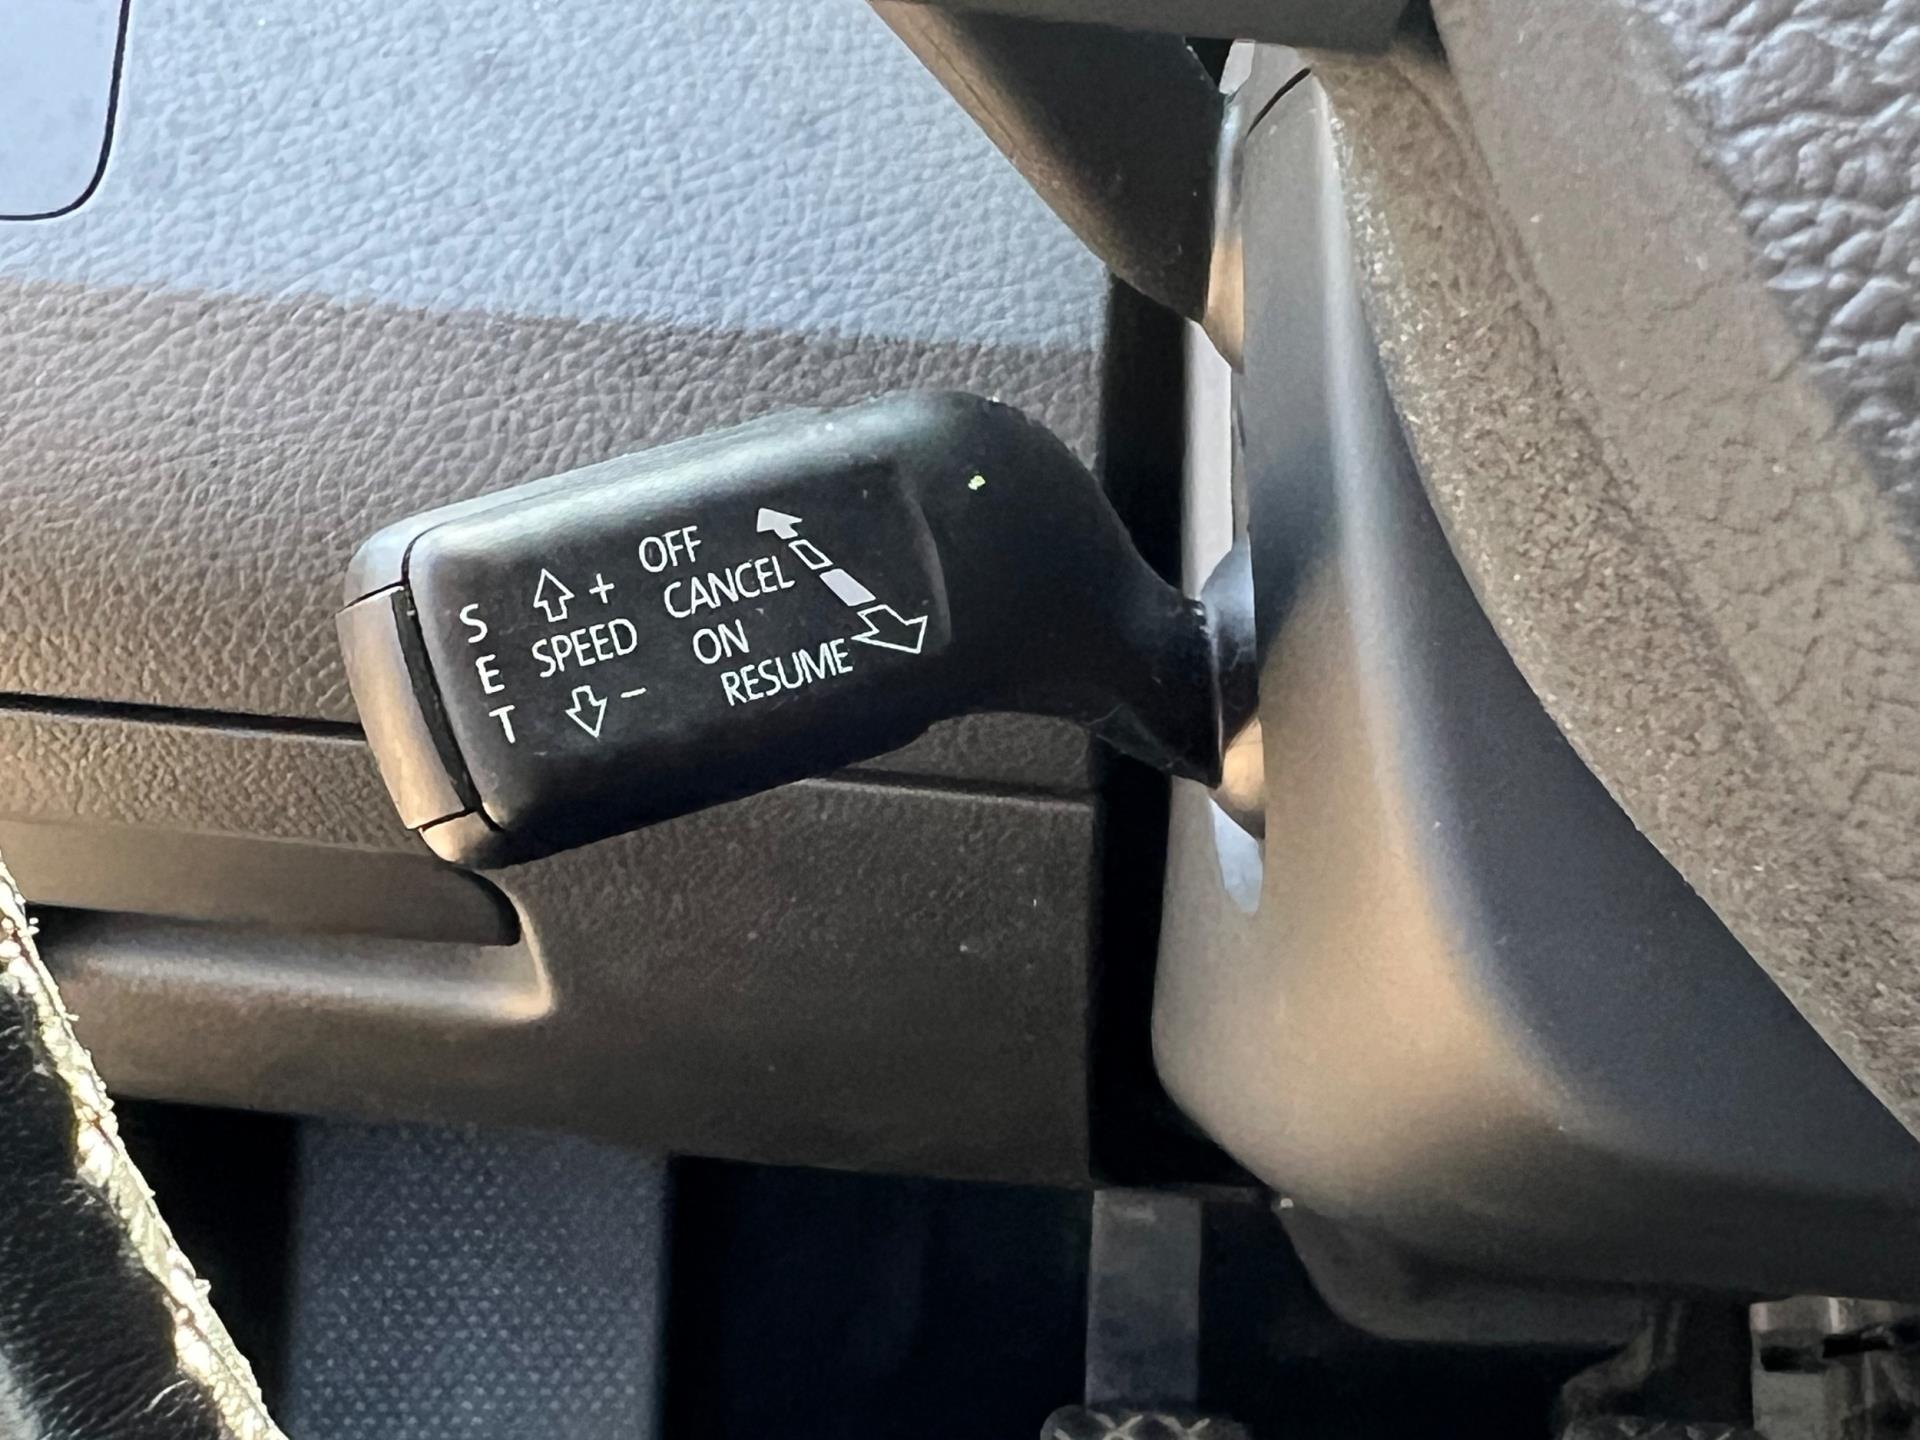 S
E
T
+
SPEED
−
OFF
CANCEL
ON
RESUME